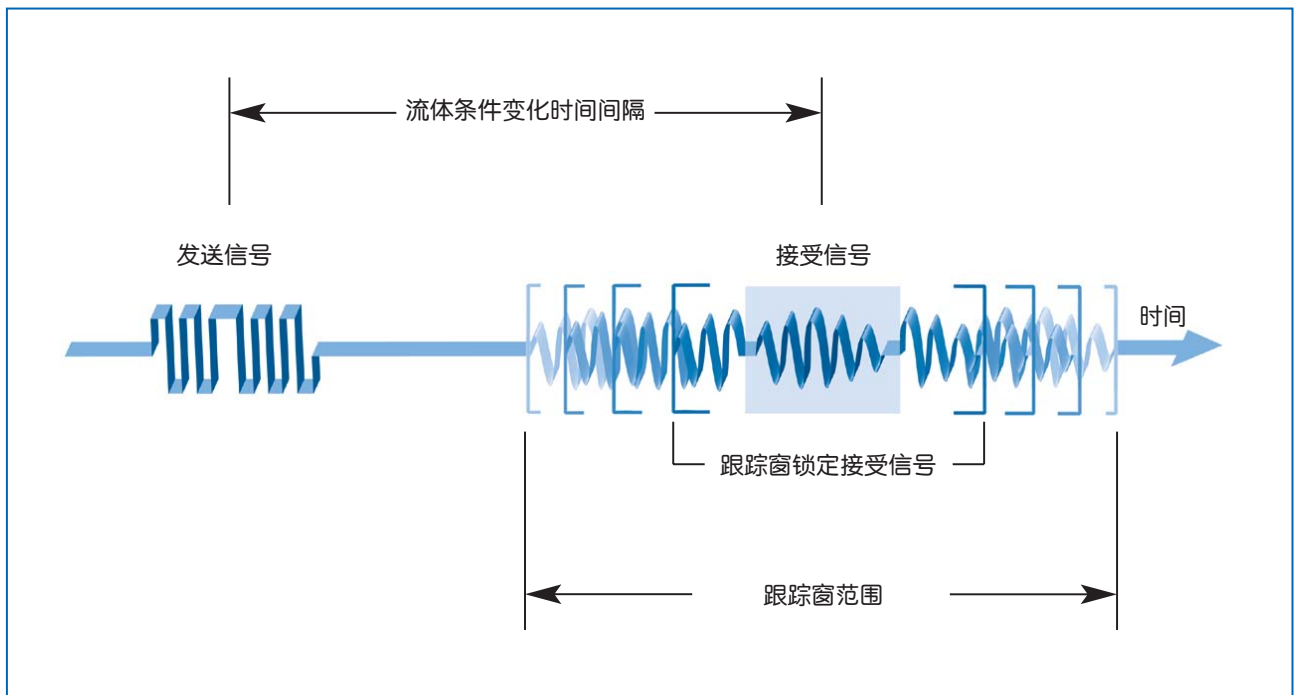 流体条件变化时间间隔
发送信号
接受信号
时间
跟踪窗锁定接受信号
跟踪窗范围